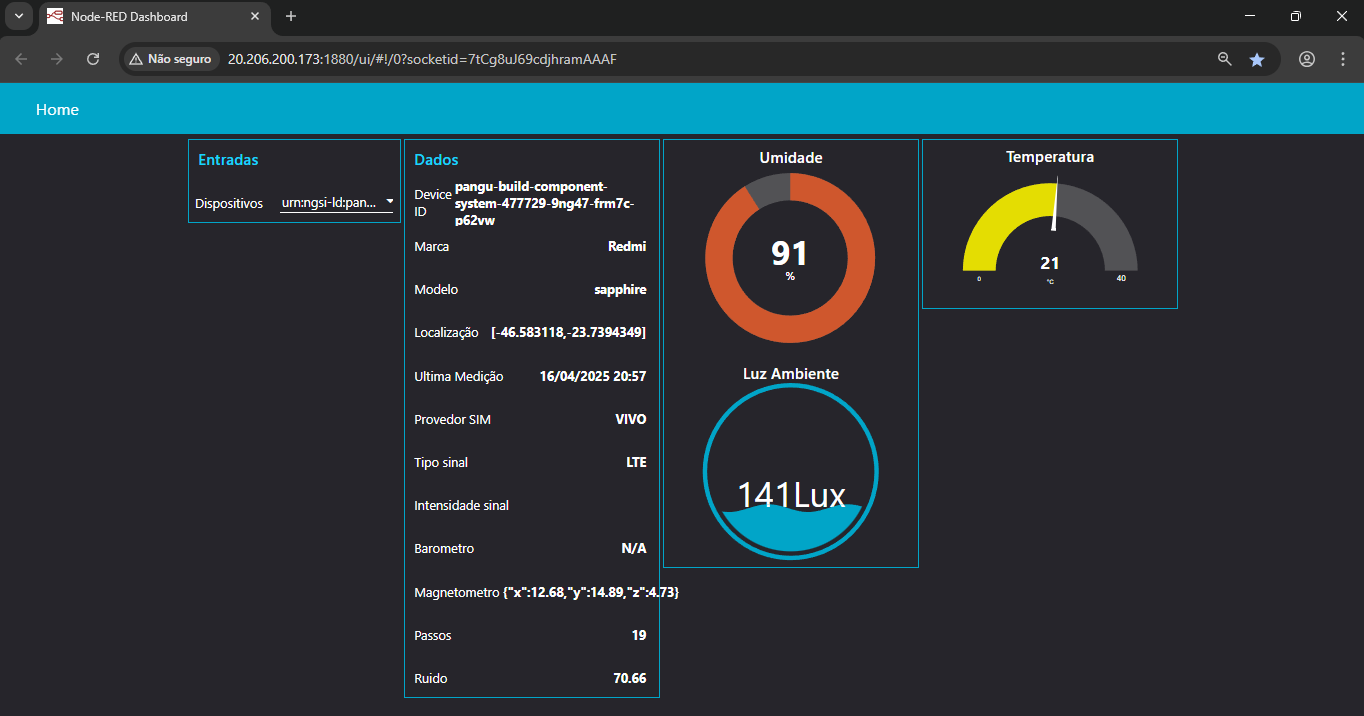 Node-RED Dashboard
Não seguro
20.206.200.173:1880/ui/#!/0?socketid=7tCg8uJ69cdjhramAAAF
Home
Entradas
Dispositivos urn:ngsi-ld:pan...
Dados
Device ID
pangu-build-component-
system-477729-9ng47-frm7c-
p62vw
Marca Redmi
Modelo sapphire
Localização [-46.583118,-23.7394349]
Ultima Medição 16/04/2025 20:57
Provedor SIM VIVO
Tipo sinal LTE
Intensidade sinal
Barometro N/A
Magnetometro {"x":12.68,"y":14.89,"z":4.73}
Passos 19
Ruido 70.66
Umidade
91
%
Luz Ambiente
141Lux
Temperatura
21
0 °C 40